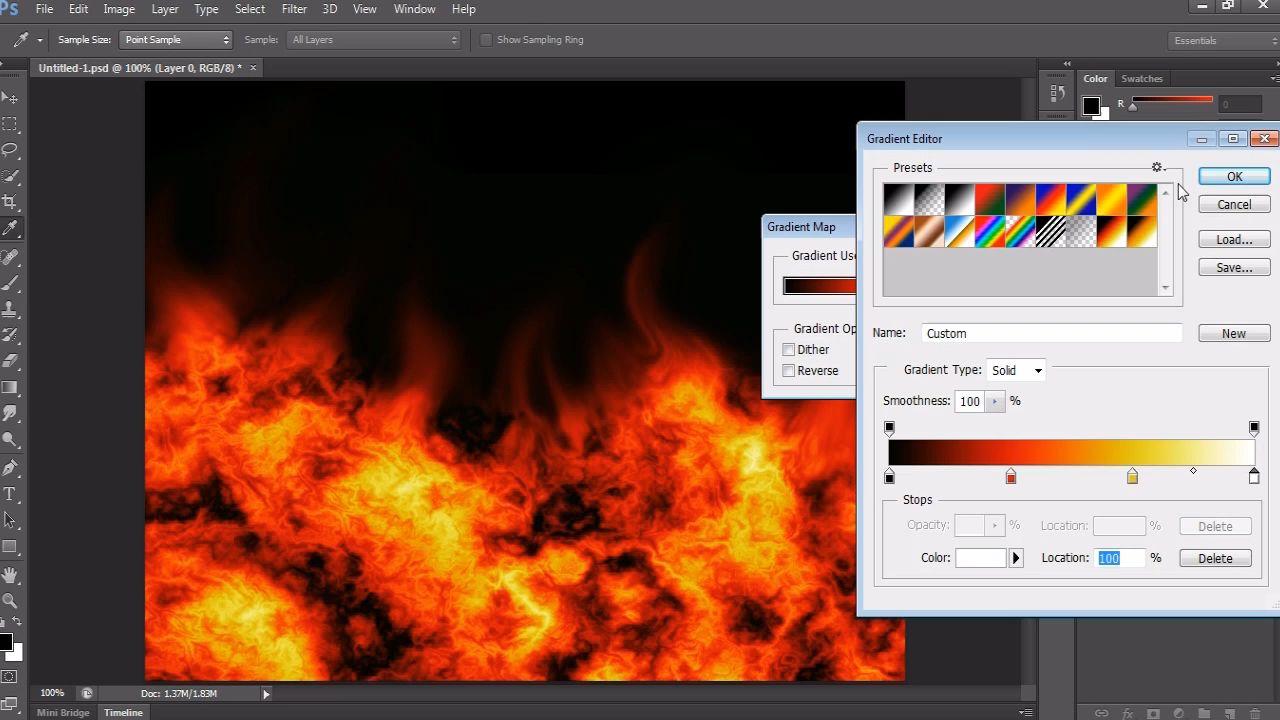 Ps File Edit Image Layer Type Select Filter 3D View Window Help
Sample Size: Point Sample Sample: All Layers Show Sampling Ring Essentials
Untitled-1.psd @ 100% (Layer 0, RGB/8) * ×
Color Swatches
R 0
Gradient Editor
Presets
OK
Cancel
Load...
Save...
Gradient Map
Gradient Use
Gradient Op
Dither
Reverse
Name: Custom New
Gradient Type: Solid
Smoothness: 100 %
Stops
Opacity: % Location: % Delete
Color: Location: 100 % Delete
100% Doc: 1.37M/1.83M
Mini Bridge Timeline
fx